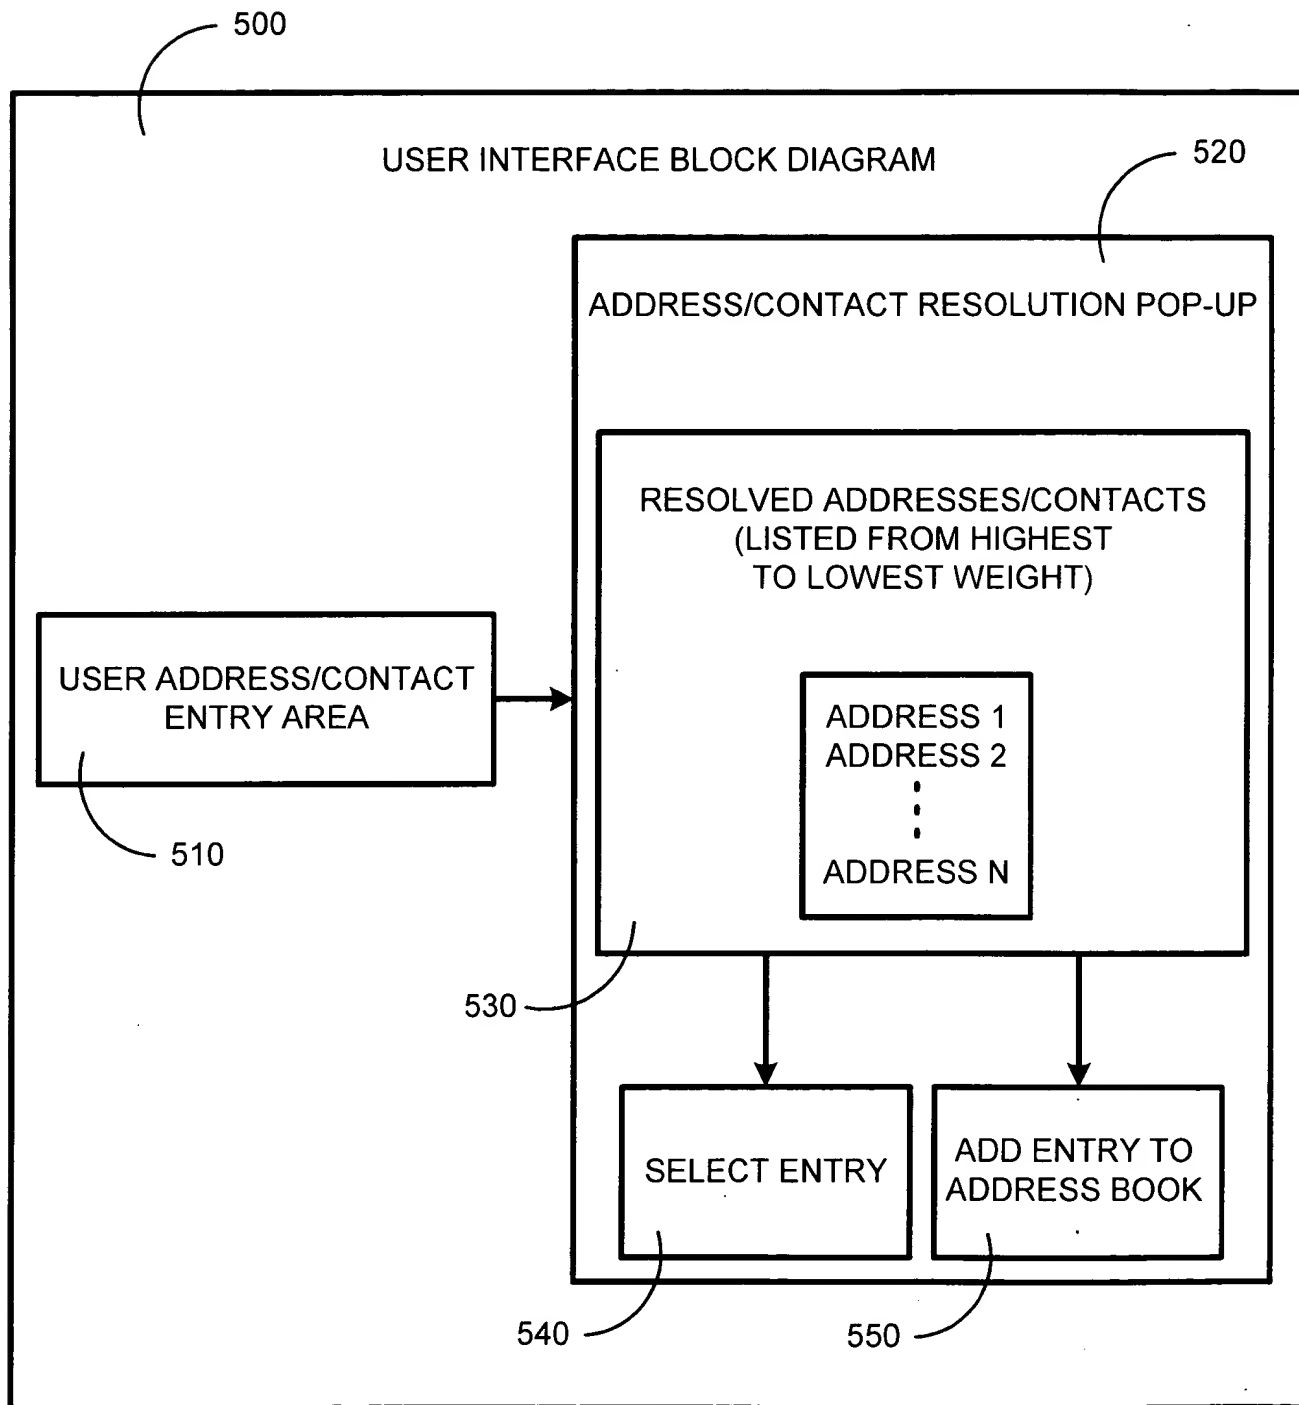 500
USER INTERFACE BLOCK DIAGRAM
520
ADDRESS/CONTACT RESOLUTION POP-UP
RESOLVED ADDRESSES/CONTACTS
(LISTED FROM HIGHEST
TO LOWEST WEIGHT)
USER ADDRESS/CONTACT
ENTRY AREA
510
ADDRESS 1
ADDRESS 2
ADDRESS N
530
SELECT ENTRY
ADD ENTRY TO
ADDRESS BOOK
540
550